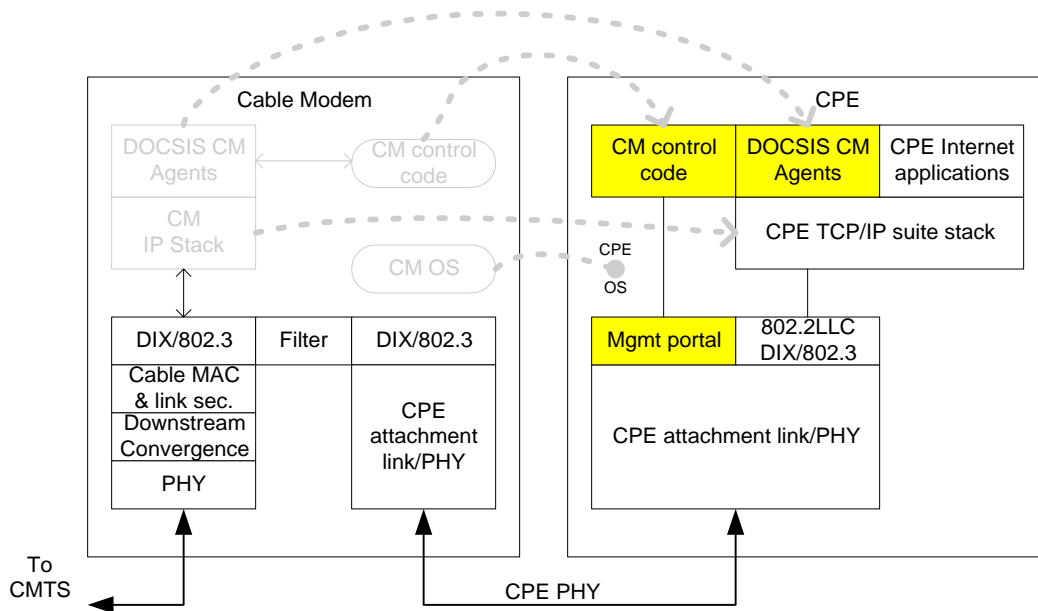 Cable Modem
DOCSIS CM
Agents
CM control
code
CM
IP Stack
CM OS
DIX/802.3
Filter
DIX/802.3
Cable MAC
& link sec.
Downstream
Convergence
PHY
CPE
attachment
link/PHY
To
CMTS
CPE PHY
CPE
CM control
code
DOCSIS CM
Agents
CPE Internet
applications
CPE TCP/IP suite stack
CPE
OS
Mgmt portal
802.2LLC
DIX/802.3
CPE attachment link/PHY